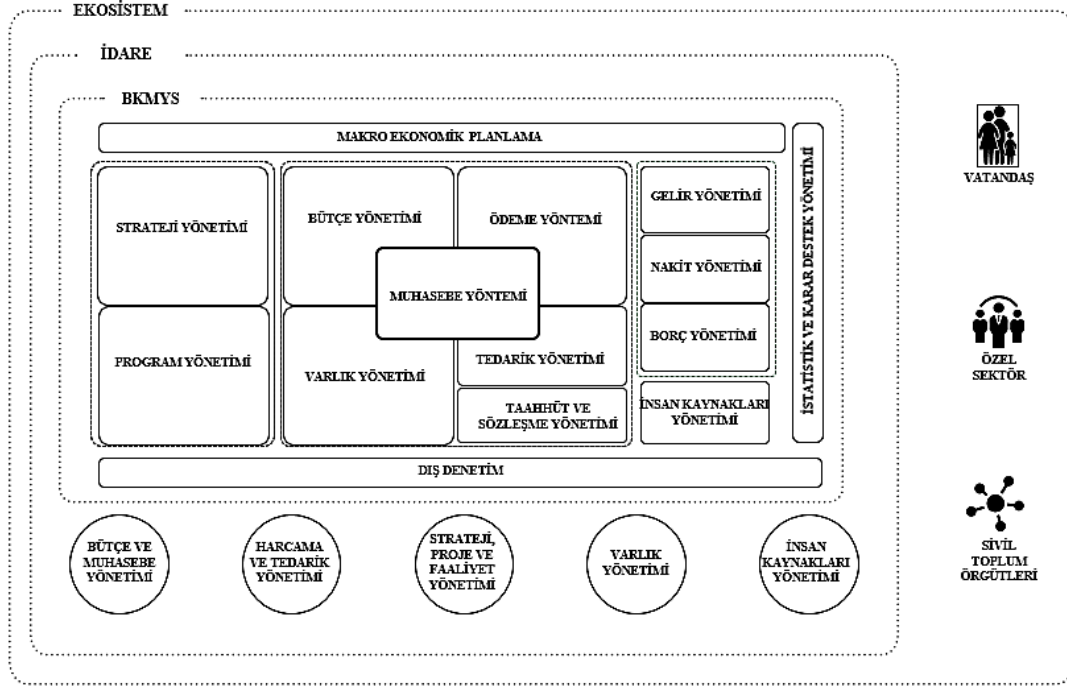 EKOSİSTEM
İDARE
BKMYS
MAKRO EKONOMİK PLANLAMA
STRATEJİ YÖNETİMİ
BÜTÇE YÖNETİMİ
ÖDEME YÖNTEMİ
MUHASEBE YÖNTEMİ
PROGRAM YÖNETİMİ
VARLIK YÖNETİMİ
TEDARİK YÖNETİMİ
TAAHHÜT VE
SÖZLEŞME YÖNETİMİ
GELİR YÖNETİMİ
NAKİT YÖNETİMİ
BORÇ YÖNETİMİ
İNSAN KAYNAKLARI
YÖNETİMİ
İSTATİSTİK VE KARAR DESTEK YÖNETİMİ
DIŞ DENETİM
BÜTÇE VE
MUHASEBE
YÖNETİMİ
HARCAMA
VE TEDARİK
YÖNETİMİ
STRATEJİ,
PROJE VE
FAALİYET
YÖNETİMİ
VARLIK
YÖNETİMİ
İNSAN
KAYNAKLARI
YÖNETİMİ
VATANDAŞ
ÖZEL
SEKTÖR
SİVİL
TOPLUM
ÖRGÜTLERİ